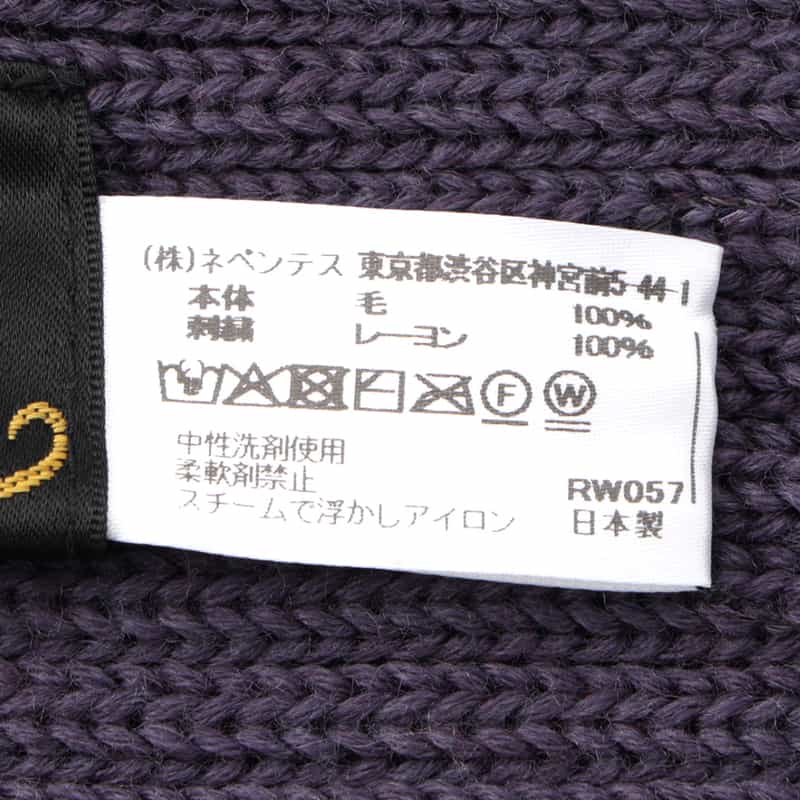 (株)ネペンテス 東京都渋谷区神宮前5-44-1
本体 毛 100%
刺繍 レーヨン 100%
F W
中性洗剤使用
柔軟剤禁止
スチームで浮かしアイロン
RW057
日本製